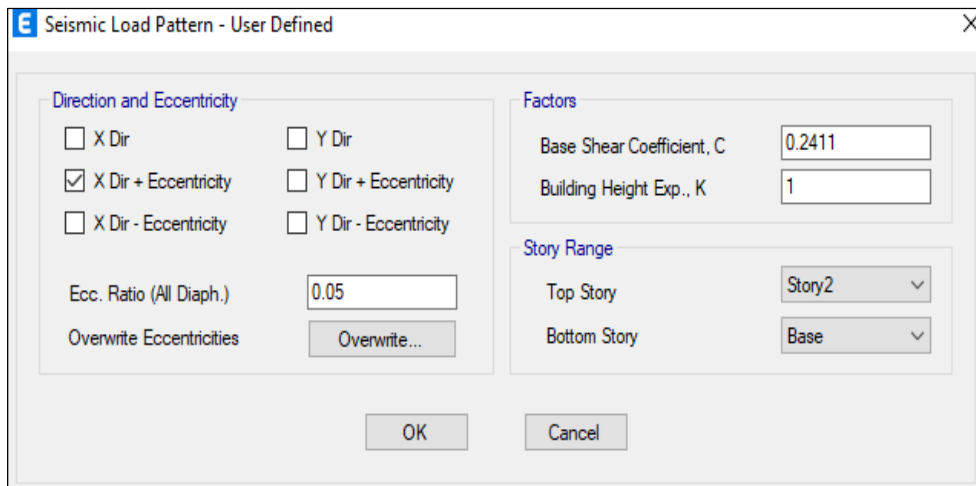 E Seismic Load Pattern - User Defined
Direction and Eccentricity
X Dir
Y Dir
X Dir + Eccentricity
Y Dir + Eccentricity
X Dir - Eccentricity
Y Dir - Eccentricity
Ecc. Ratio (All Diaph.) 0.05
Overwrite Eccentricities Overwrite...
Factors
Base Shear Coefficient, C 0.2411
Building Height Exp., K 1
Story Range
Top Story Story2
Bottom Story Base
OK Cancel